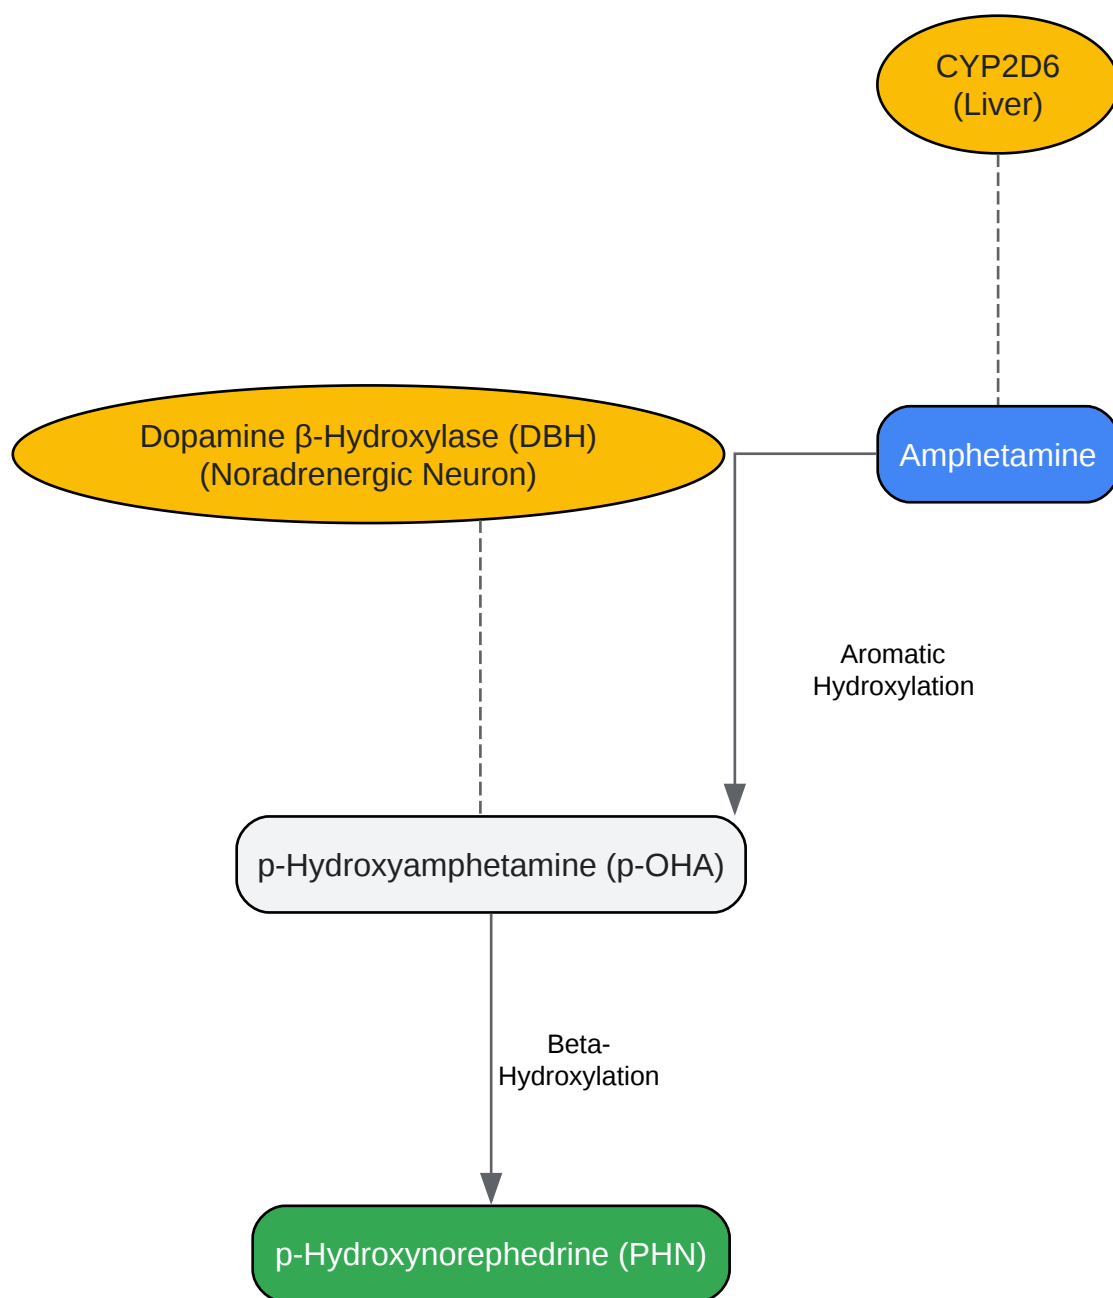 CYP2D6
(Liver)
Dopamine β-Hydroxylase (DBH)
(Noradrenergic Neuron)
Amphetamine
Aromatic
Hydroxylation
p-Hydroxyamphetamine (p-OHA)
Beta-
Hydroxylation
p-Hydroxynorephedrine (PHN)